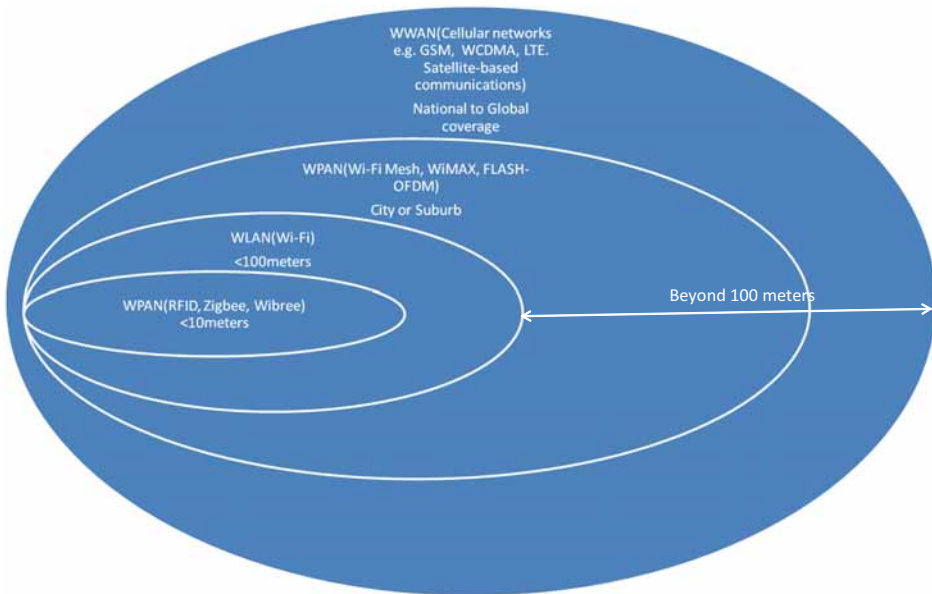 WWAN(Cellular networks
e.g. GSM, WCDMA, LTE.
Satellite-based
communications)
National to Global
coverage
WPAN(Wi-Fi Mesh, WiMAX, FLASH-
OFDM)
City or Suburb
WLAN(Wi-Fi)
<100meters
WPAN(RFID, Zigbee, Wibree)
<10meters
Beyond 100 meters